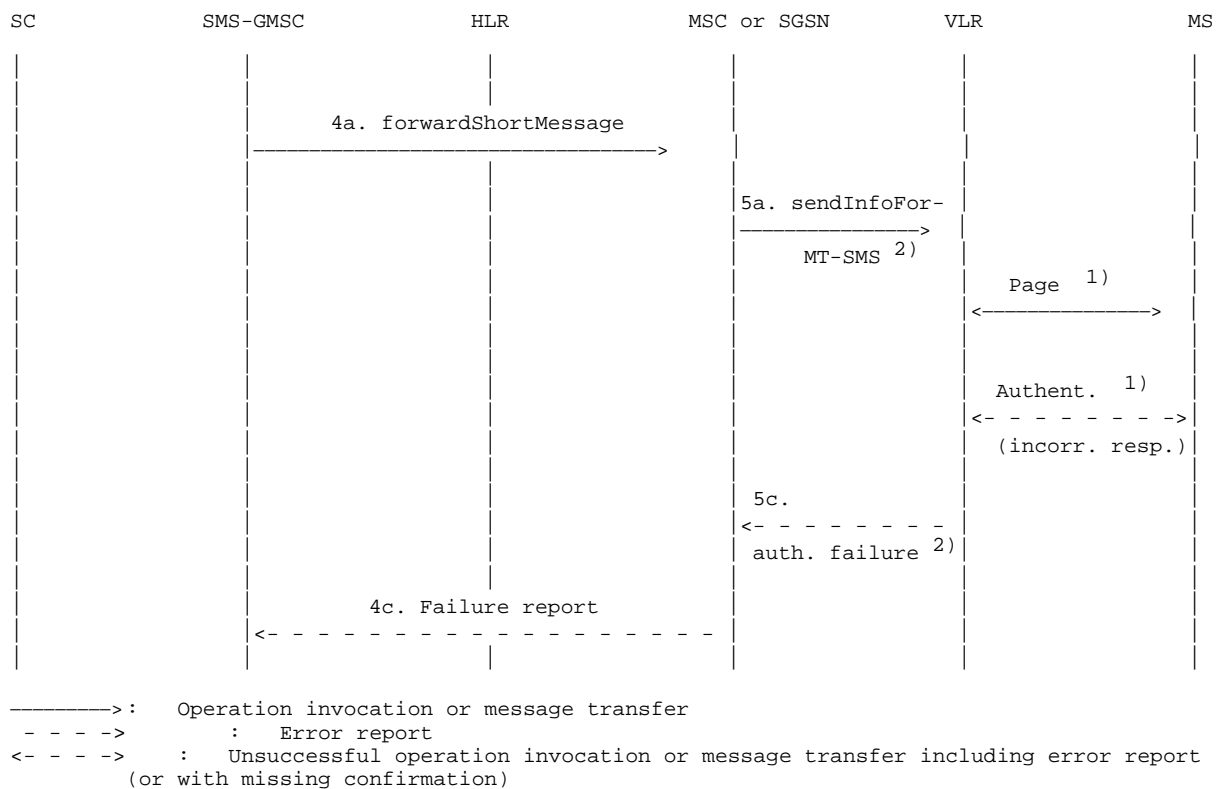 SC SMS-GMSC HLR MSC or SGSN VLR MS
4a. forwardShortMessage
5a. sendInfoFor-
MT-SMS 2)
Page 1)
Authent. 1)
(incorr. resp.)
5c.
auth. failure 2)
4c. Failure report
: Operation invocation or message transfer
: Error report
: Unsuccessful operation invocation or message transfer including error report
(or with missing confirmation)